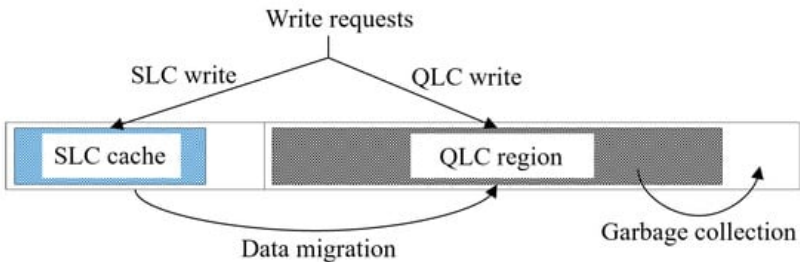 Write requests
SLC write
QLC write
SLC cache
QLC region
Data migration
Garbage collection